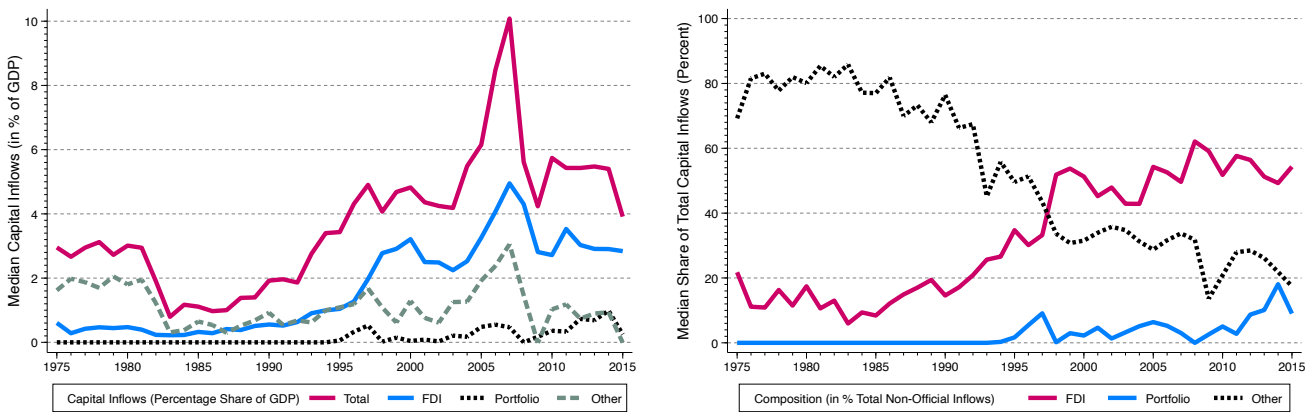 Median Capital Inflows (in % of GDP)
10
8
6
4
2
0
1975 1980 1985 1990 1995 2000 2005 2010 2015
Capital Inflows (Percentage Share of GDP) Total FDI Portfolio Other
Median Share of Total Capital Inflows (Percent)
100
80
60
40
20
0
1975 1980 1985 1990 1995 2000 2005 2010 2015
Composition (in % Total Non-Official Inflows) FDI Portfolio Other